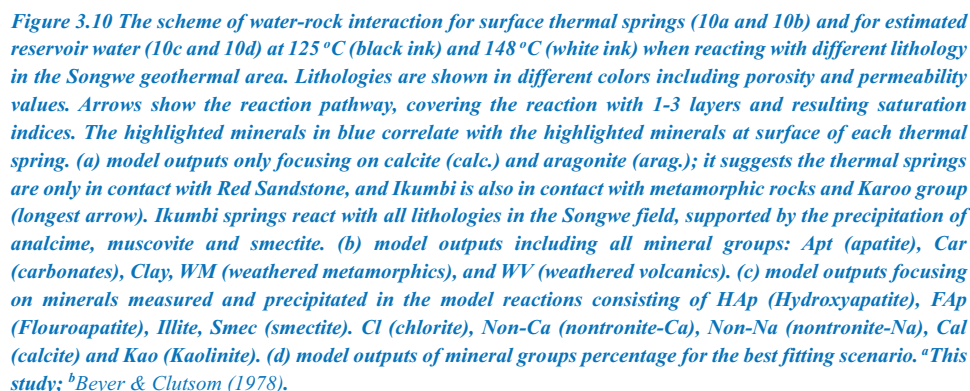 Figure 3.10 The scheme of water-rock interaction for surface thermal springs (10a and 10b) and for estimated
reservoir water (10c and 10d) at 125 °C (black ink) and 148 °C (white ink) when reacting with different lithology
in the Songwe geothermal area. Lithologies are shown in different colors including porosity and permeability
values. Arrows show the reaction pathway, covering the reaction with 1-3 layers and resulting saturation
indices. The highlighted minerals in blue correlate with the highlighted minerals at surface of each thermal
spring. (a) model outputs only focusing on calcite (calc.) and aragonite (arag.); it suggests the thermal springs
are only in contact with Red Sandstone, and Ikumbi is also in contact with metamorphic rocks and Karoo group
(longest arrow). Ikumbi springs react with all lithologies in the Songwe field, supported by the precipitation of
analcime, muscovite and smectite. (b) model outputs including all mineral groups: Apt (apatite), Car
(carbonates), Clay, WM (weathered metamorphics), and WV (weathered volcanics). (c) model outputs focusing
on minerals measured and precipitated in the model reactions consisting of HAp (Hydroxyapatite), FAp
(Flouroapatite), Illite, Smec (smectite). Cl (chlorite), Non-Ca (nontronite-Ca), Non-Na (nontronite-Na), Cal
(calcite) and Kao (Kaolinite). (d) model outputs of mineral groups percentage for the best fitting scenario. ᵃThis
study; ᵇBeyer & Clutsom (1978).